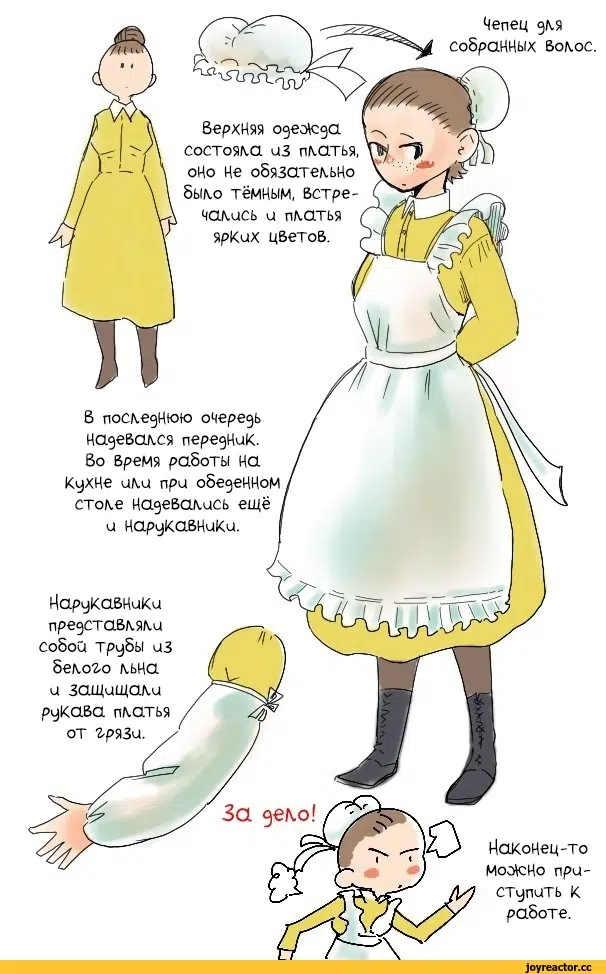 Чепец для
собранных волос.
Верхняя одежда
состояла из платья,
оно не обязательно
было тёмным, встре-
чались и платья
ярких цветов.
В последнюю очередь
надевался передник.
Во время работы на
кухне или при обеденном
столе надевались ещё
и нарукавники.
Нарукавники
представляли
собой трубы из
белого льна
и защищали
рукава платья
от грязи.
За дело!
Наконец-то
можно при-
ступить к
работе.
joyreactor.cc